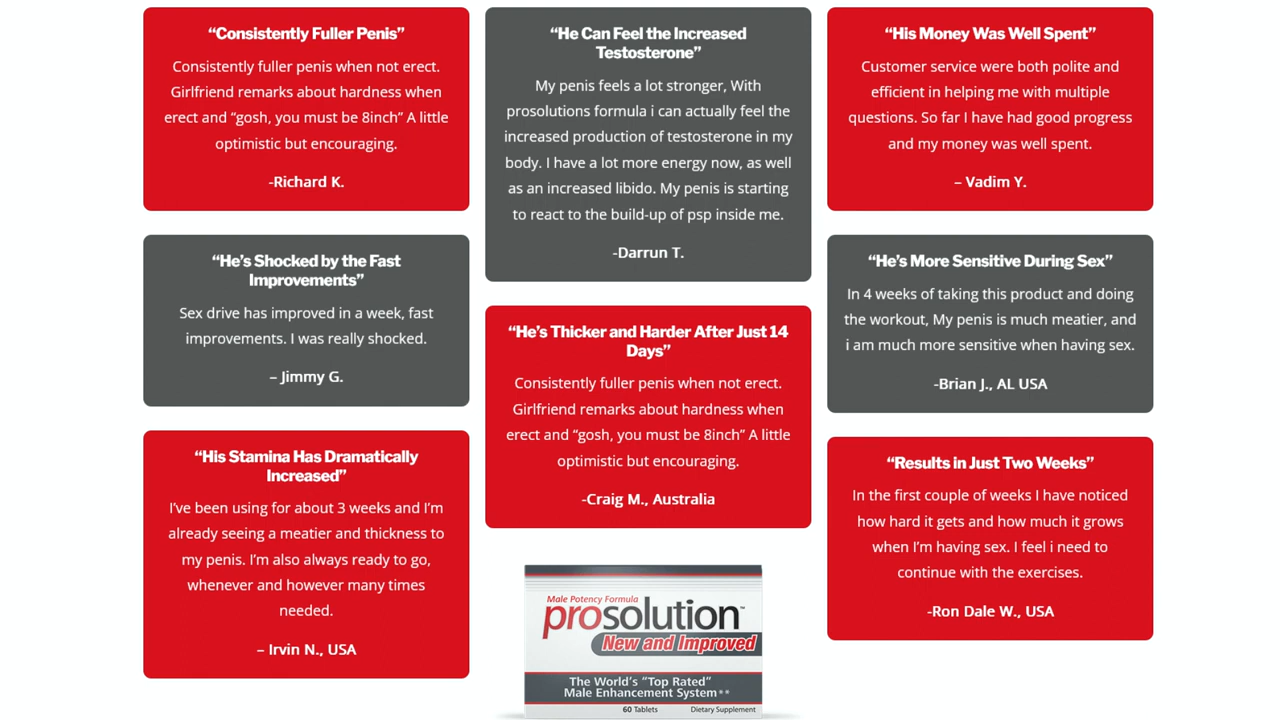 “Consistently Fuller Penis”
Consistently fuller penis when not erect.
Girlfriend remarks about hardness when
erect and “gosh, you must be 8inch” A little
optimistic but encouraging.
-Richard K.
“He’s Shocked by the Fast
Improvements”
Sex drive has improved in a week, fast
improvements. I was really shocked.
– Jimmy G.
“His Stamina Has Dramatically
Increased”
I’ve been using for about 3 weeks and I’m
already seeing a meatier and thickness to
my penis. I’m also always ready to go,
whenever and however many times
needed.
– Irvin N., USA
“He Can Feel the Increased
Testosterone”
My penis feels a lot stronger, With
prosolutions formula i can actually feel the
increased production of testosterone in my
body. I have a lot more energy now, as well
as an increased libido. My penis is starting
to react to the build-up of psp inside me.
-Darrun T.
“He’s Thicker and Harder After Just 14
Days”
Consistently fuller penis when not erect.
Girlfriend remarks about hardness when
erect and “gosh, you must be 8inch” A little
optimistic but encouraging.
-Craig M., Australia
Male Potency Formula
prosolution™
New and Improved
The World’s “Top Rated”
Male Enhancement System**
60 Tablets Dietary Supplement
“His Money Was Well Spent”
Customer service were both polite and
efficient in helping me with multiple
questions. So far I have had good progress
and my money was well spent.
– Vadim Y.
“He’s More Sensitive During Sex”
In 4 weeks of taking this product and doing
the workout, My penis is much meatier, and
i am much more sensitive when having sex.
-Brian J., AL USA
“Results in Just Two Weeks”
In the first couple of weeks I have noticed
how hard it gets and how much it grows
when I’m having sex. I feel i need to
continue with the exercises.
-Ron Dale W., USA